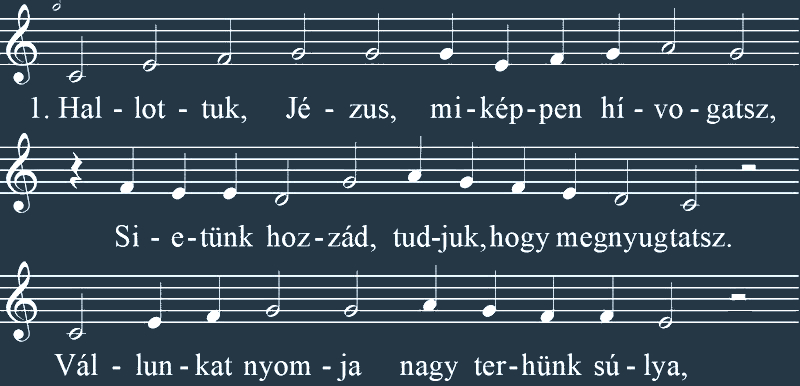 1. Hal - lot - tuk, Jé - zus, mi - kép - pen hí - vo - gatsz,
Si - e - tünk hoz - zád, tud - juk, hogy megnyugtatsz.
Vál - lun - kat nyom - ja nagy ter - hünk sú - lya,